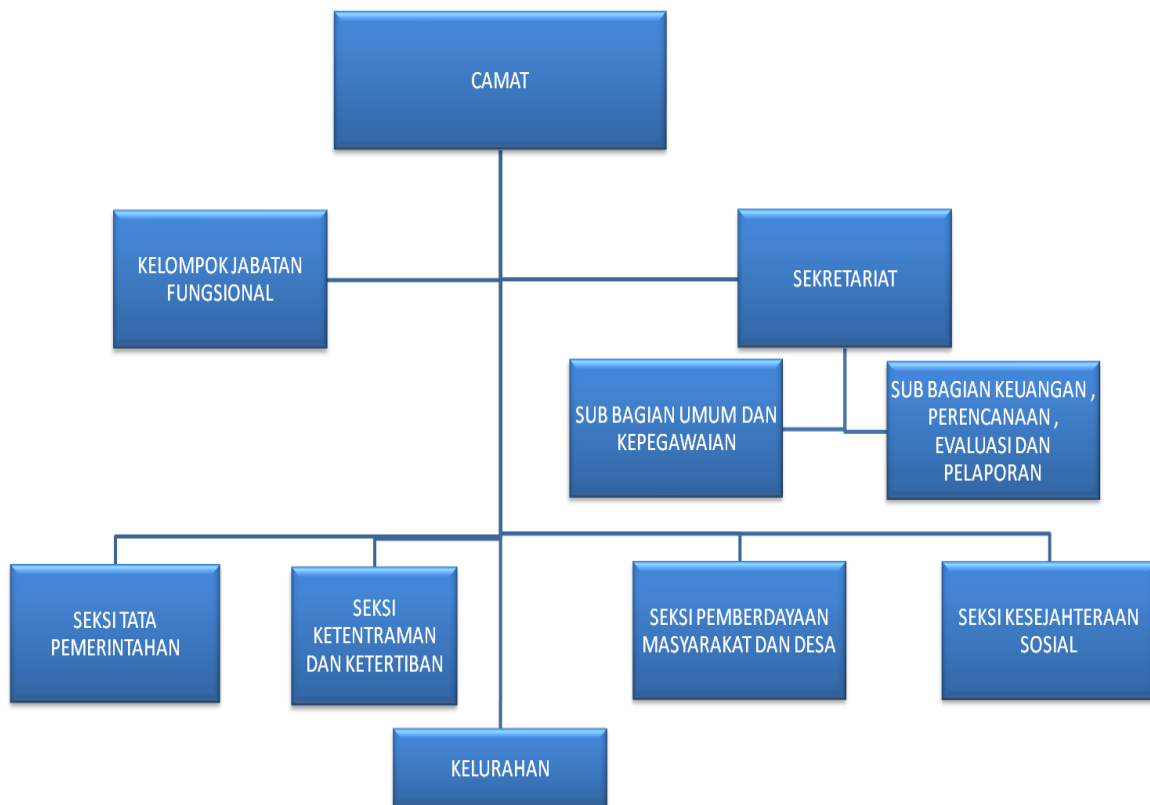 CAMAT
KELOMPOK JABATAN
FUNGSIONAL
SEKRETARIAT
SUB BAGIAN UMUM DAN
KEPEGAWAIAN
SUB BAGIAN KEUANGAN ,
PERENCANAAN ,
EVALUASI DAN
PELAPORAN
SEKSI TATA
PEMERINTAHAN
SEKSI
KETENTRAMAN
DAN KETERTIBAN
SEKSI PEMBERDAYAAN
MASYARAKAT DAN DESA
SEKSI KESEJAHTERAAN
SOSIAL
KELURAHAN